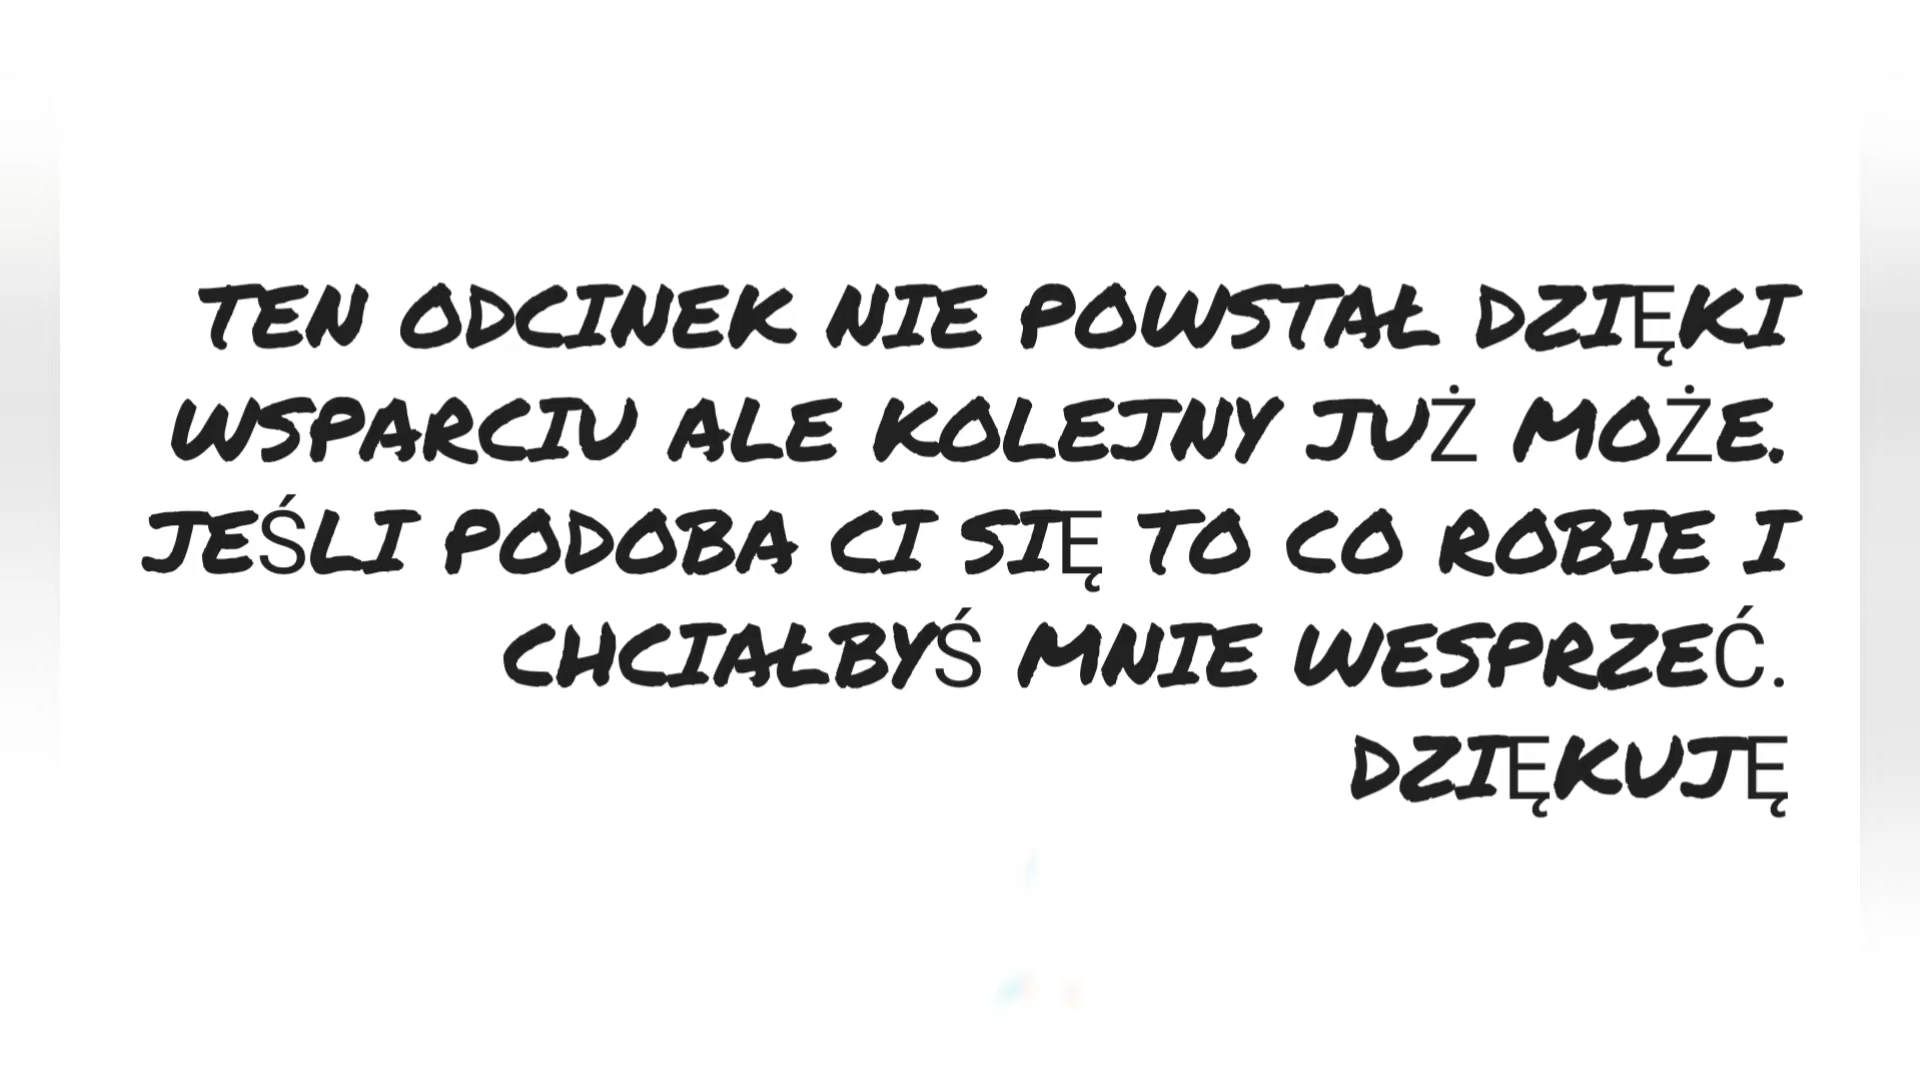 TEN ODCINEK NIE POWSTAŁ DZIĘKI
WSPARCIU ALE KOLEJNY JUŻ MOŻE.
JEŚLI PODOBA CI SIĘ TO CO ROBIE I
CHCIAŁBYŚ MNIE WESPRZEĆ.
DZIĘKUJĘ